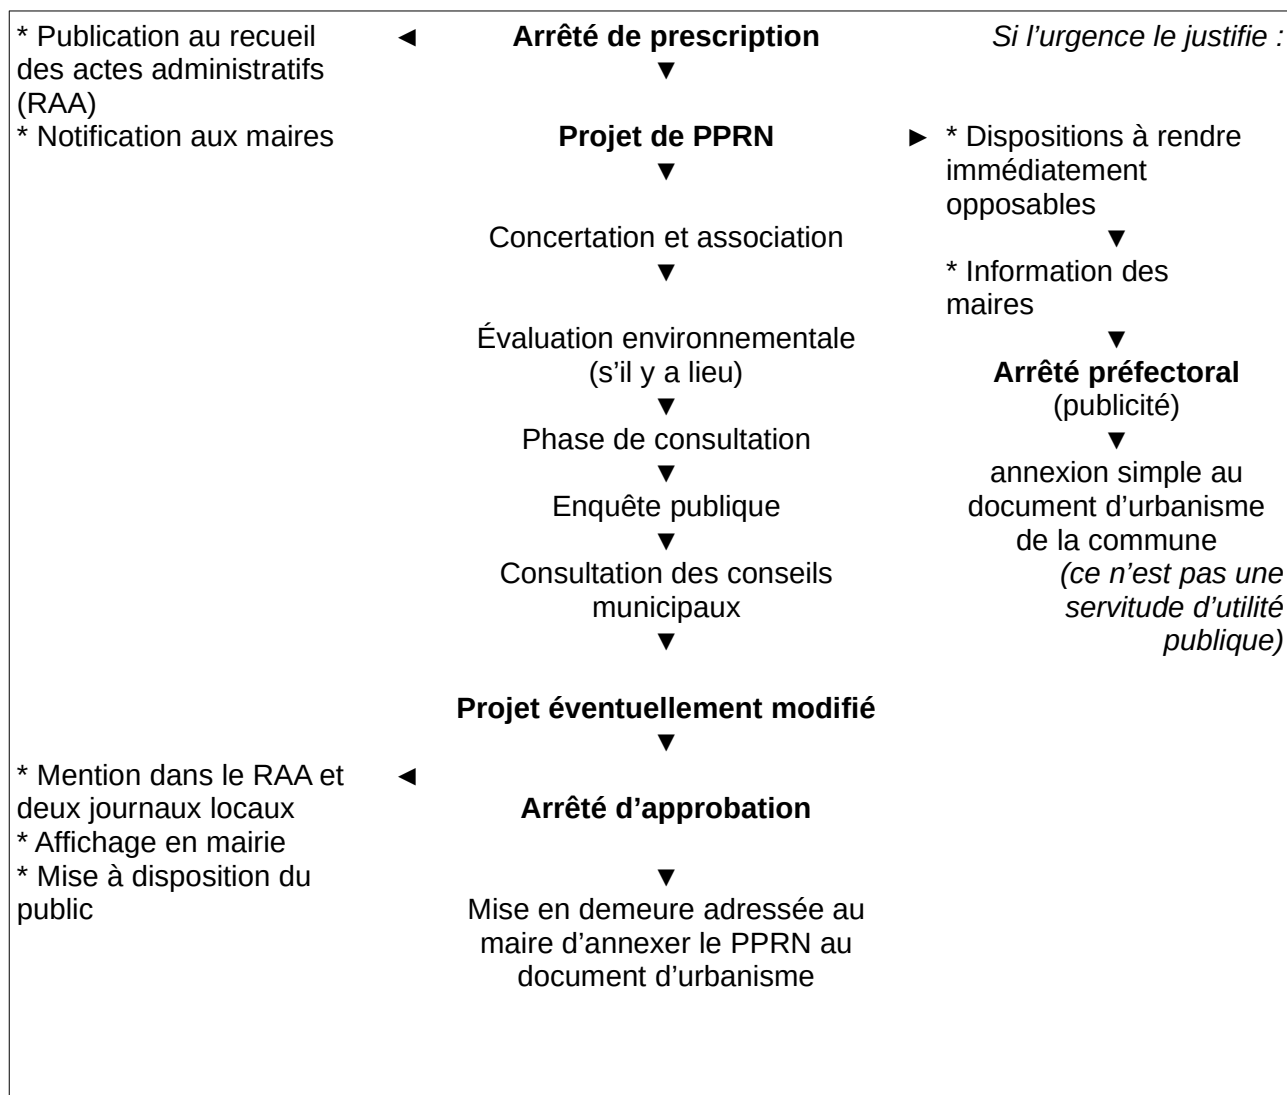 * Publication au recueil
des actes administratifs
(RAA)
* Notification aux maires
◄
Arrêté de prescription
▼
Projet de PPRN
▼
Concertation et association
▼
Évaluation environnementale
(s’il y a lieu)
▼
Phase de consultation
▼
Enquête publique
▼
Consultation des conseils
municipaux
▼
Projet éventuellement modifié
▼
Si l’urgence le justifie :
► * Dispositions à rendre
immédiatement
opposables
▼
* Information des
maires
▼
Arrêté préfectoral
(publicité)
▼
annexion simple au
document d’urbanisme
de la commune
(ce n’est pas une
servitude d’utilité
publique)
* Mention dans le RAA et
deux journaux locaux
* Affichage en mairie
* Mise à disposition du
public
◄
Arrêté d’approbation
▼
Mise en demeure adressée au
maire d’annexer le PPRN au
document d’urbanisme